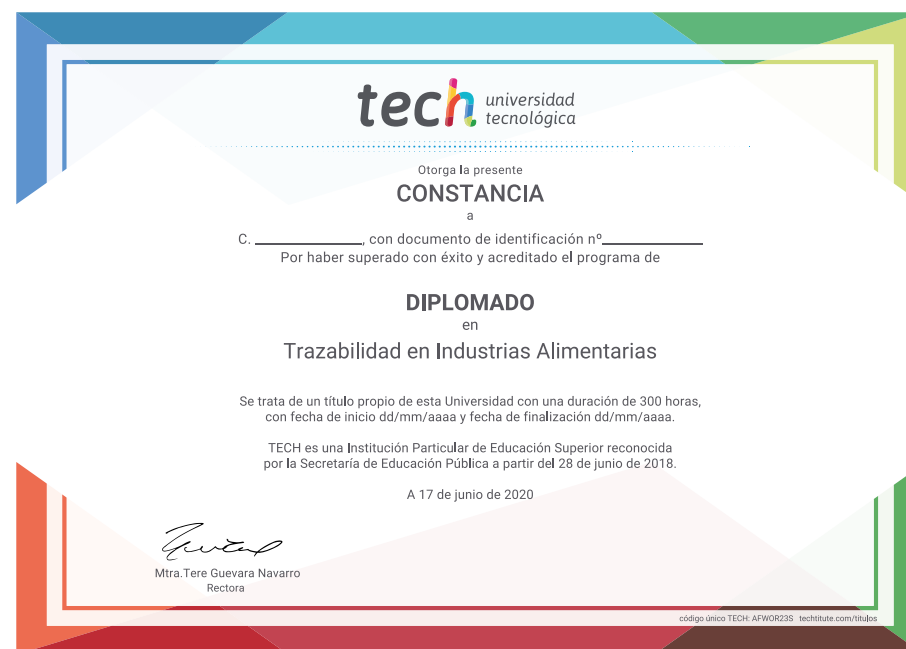 tech universidad
tecnológica
Otorga la presente
CONSTANCIA
a
C. ______________, con documento de identificación nº_____________
Por haber superado con éxito y acreditado el programa de
DIPLOMADO
en
Trazabilidad en Industrias Alimentarias
Se trata de un título propio de esta Universidad con una duración de 300 horas,
con fecha de inicio dd/mm/aaaa y fecha de finalización dd/mm/aaaa.
TECH es una Institución Particular de Educación Superior reconocida
por la Secretaría de Educación Pública a partir del 28 de junio de 2018.
A 17 de junio de 2020
Mtra.Tere Guevara Navarro
Rectora
código único TECH: AFWOR23S techtitute.com/titulos